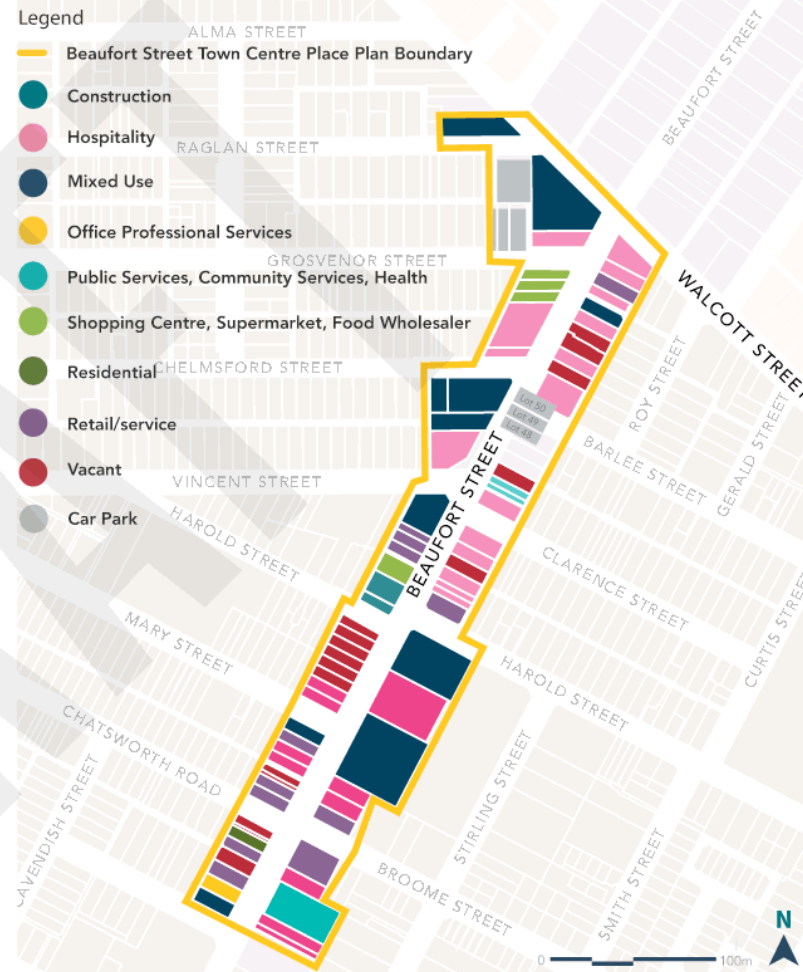 Legend
Beaufort Street Town Centre Place Plan Boundary
Construction
Hospitality
Mixed Use
Office Professional Services
Public Services, Community Services, Health
Shopping Centre, Supermarket, Food Wholesaler
Residential
Retail/service
Vacant
Car Park
ALMA STREET
RAGLAN STREET
GROSVENOR STREET
CHELMSFORD STREET
VINCENT STREET
HAROLD STREET
MARY STREET
CHATSWORTH ROAD
CAVENDISH STREET
BEAUFORT STREET
WALCOTT STREET
ROY STREET
GERALD STREET
BARLEE STREET
Lot 50
Lot 49
Lot 48
BEAUFORT STREET
CLARENCE STREET
CURTIS STREET
HAROLD STREET
STIRLING STREET
BROOME STREET
SMITH STREET
N
0
100m